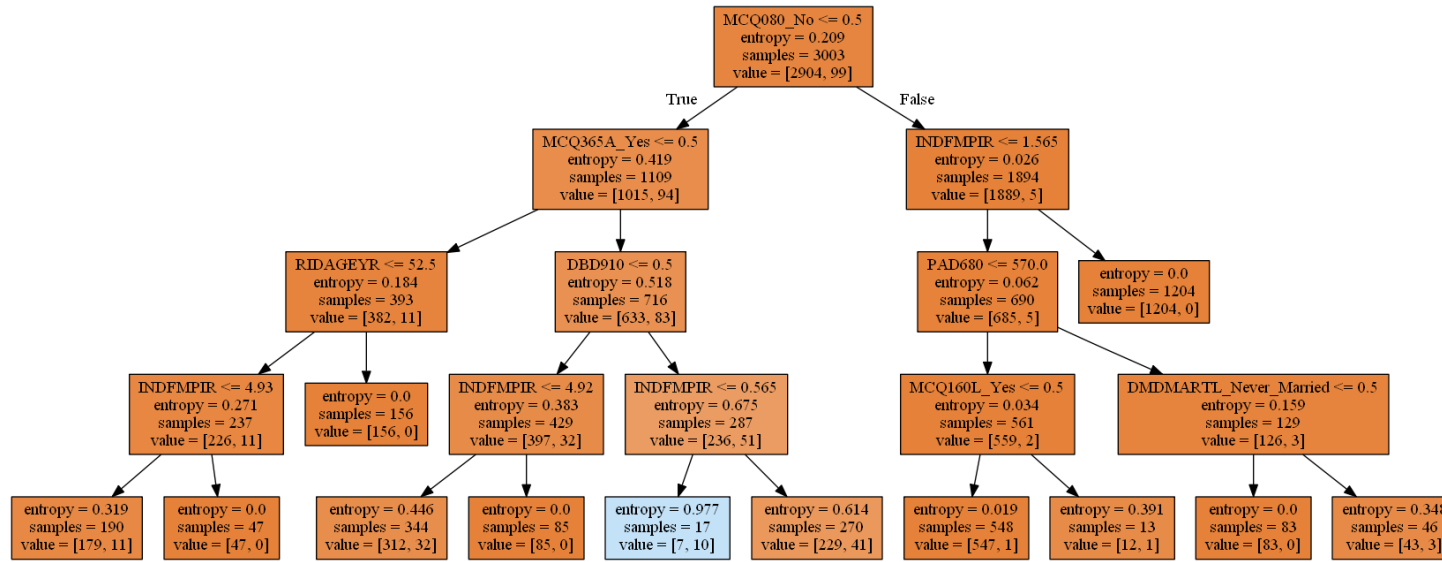 MCQ080_No <= 0.5
entropy = 0.209
samples = 3003
value = [2904, 99]
True
False
MCQ365A_Yes <= 0.5
entropy = 0.419
samples = 1109
value = [1015, 94]
INDFMPIR <= 1.565
entropy = 0.026
samples = 1894
value = [1889, 5]
RIDAGEYR <= 52.5
entropy = 0.184
samples = 393
value = [382, 11]
DBD910 <= 0.5
entropy = 0.518
samples = 716
value = [633, 83]
PAD680 <= 570.0
entropy = 0.062
samples = 690
value = [685, 5]
entropy = 0.0
samples = 1204
value = [1204, 0]
INDFMPIR <= 4.93
entropy = 0.271
samples = 237
value = [226, 11]
entropy = 0.0
samples = 156
value = [156, 0]
INDFMPIR <= 4.92
entropy = 0.383
samples = 429
value = [397, 32]
INDFMPIR <= 0.565
entropy = 0.675
samples = 287
value = [236, 51]
MCQ160L_Yes <= 0.5
entropy = 0.034
samples = 561
value = [559, 2]
DMDMARTL_Never_Married <= 0.5
entropy = 0.159
samples = 129
value = [126, 3]
entropy = 0.319
samples = 190
value = [179, 11]
entropy = 0.0
samples = 47
value = [47, 0]
entropy = 0.446
samples = 344
value = [312, 32]
entropy = 0.0
samples = 85
value = [85, 0]
entropy = 0.977
samples = 17
value = [7, 10]
entropy = 0.614
samples = 270
value = [229, 41]
entropy = 0.019
samples = 548
value = [547, 1]
entropy = 0.391
samples = 13
value = [12, 1]
entropy = 0.0
samples = 83
value = [83, 0]
entropy = 0.348
samples = 46
value = [43, 3]